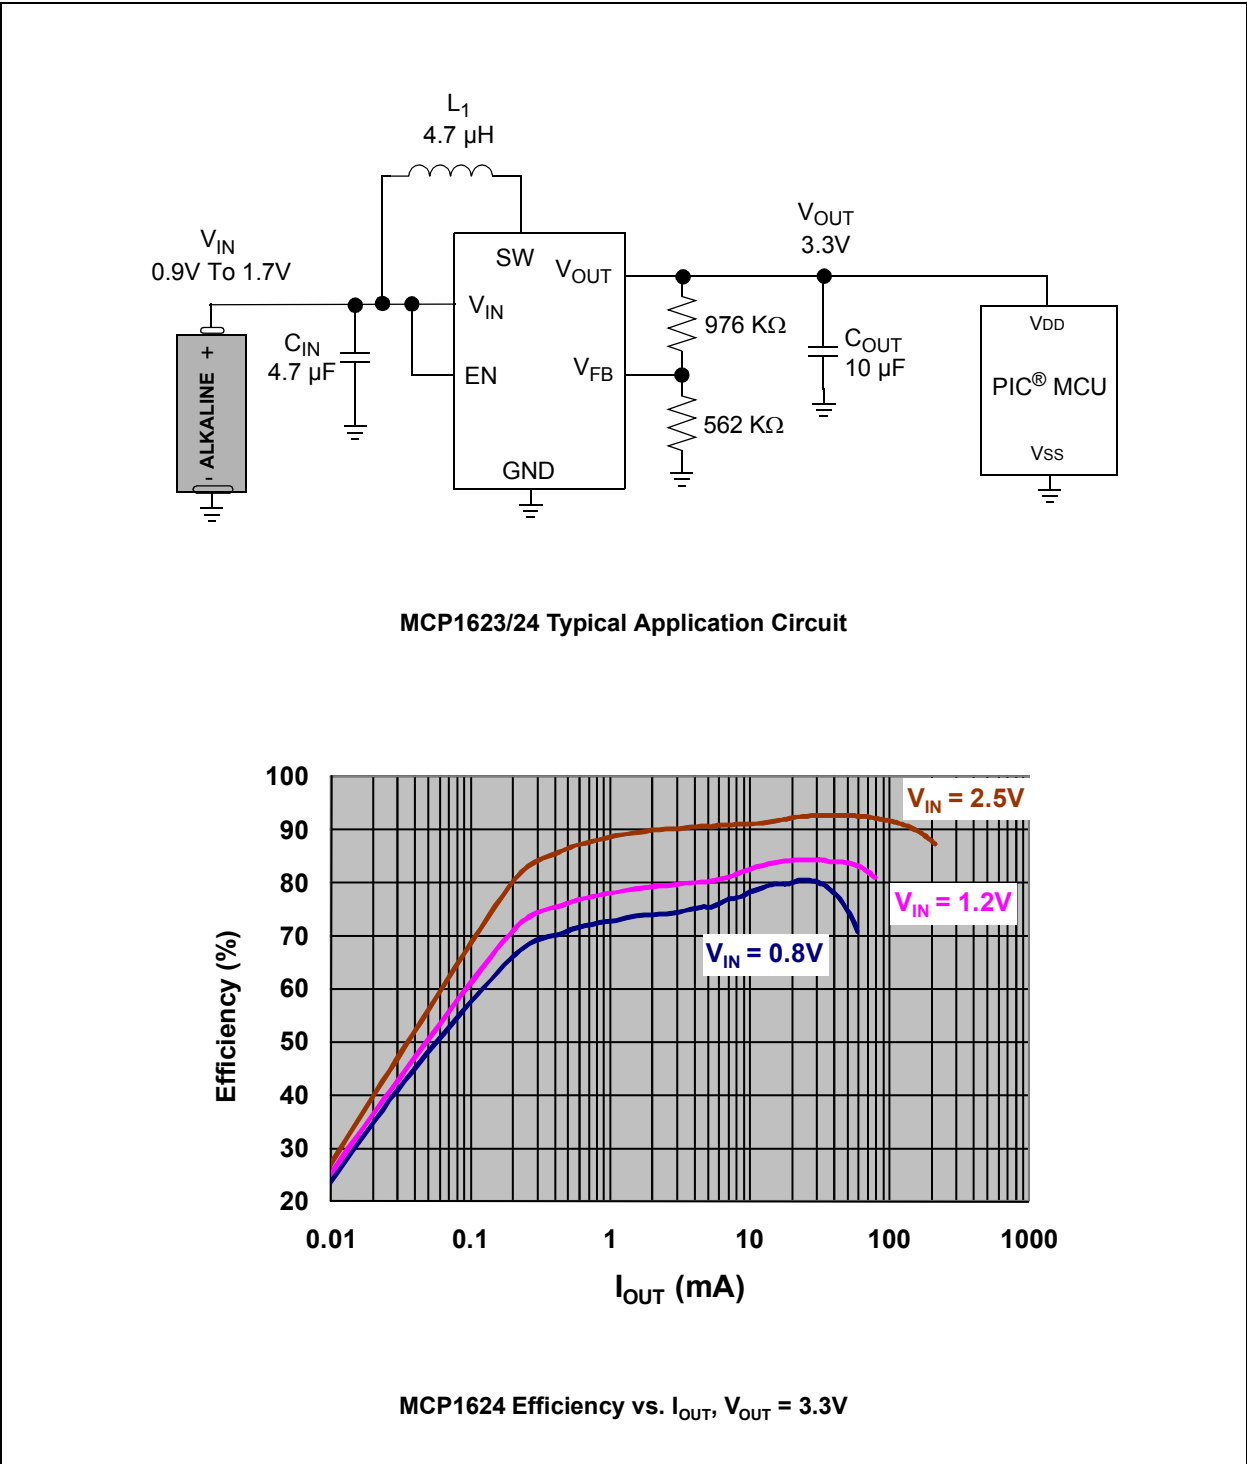 L1
4.7 µH
VIN
0.9V To 1.7V
SW
VOUT
VIN
EN
VFB
GND
CIN
4.7 µF
+
ALKALINE
-
976 KΩ
562 KΩ
VOUT
3.3V
COUT
10 µF
VDD
PIC® MCU
VSS
MCP1623/24 Typical Application Circuit
100
90
80
70
60
50
40
30
20
Efficiency (%)
VIN = 2.5V
VIN = 1.2V
VIN = 0.8V
0.01 0.1 1 10 100 1000
IOUT (mA)
MCP1624 Efficiency vs. IOUT, VOUT = 3.3V